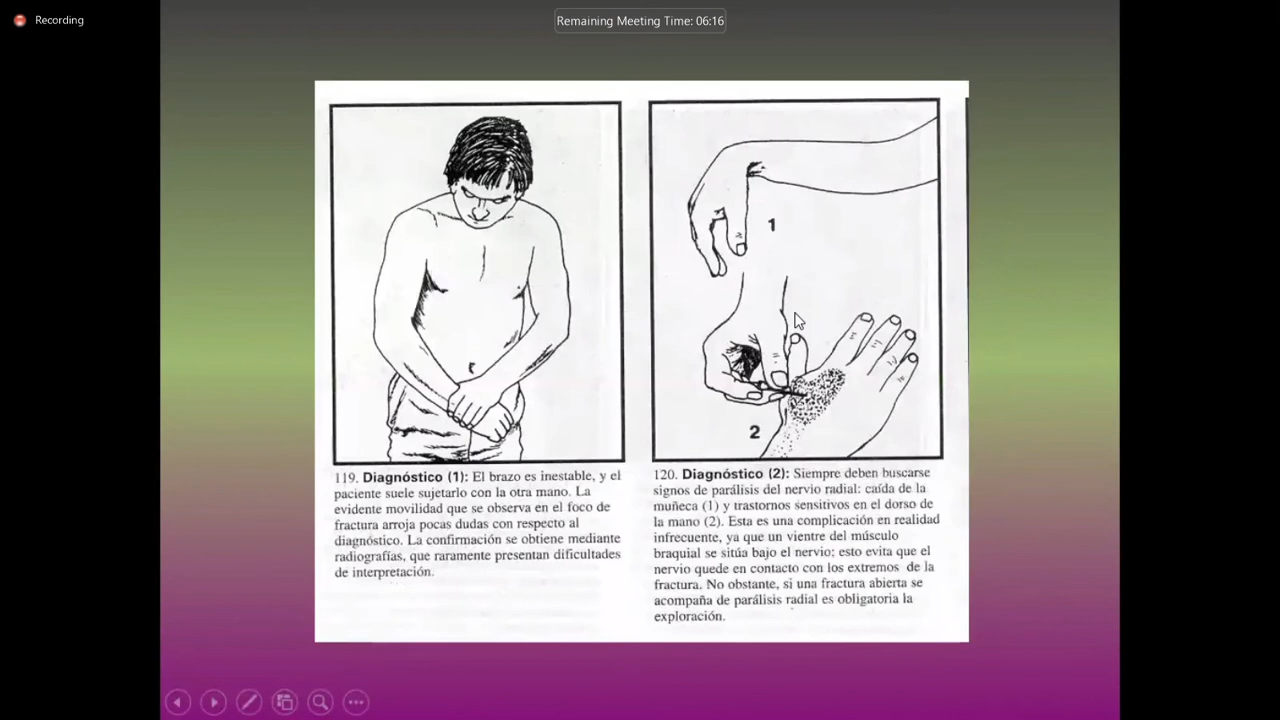 Recording
Remaining Meeting Time: 06:16
1
2
119. Diagnóstico (1): El brazo es inestable, y el
paciente suele sujetarlo con la otra mano. La
evidente movilidad que se observa en el foco de
fractura arroja pocas dudas con respecto al
diagnóstico. La confirmación se obtiene mediante
radiografías, que raramente presentan dificultades
de interpretación.
120. Diagnóstico (2): Siempre deben buscarse
signos de parálisis del nervio radial: caída de la
muñeca (1) y trastornos sensitivos en el dorso de
la mano (2). Esta es una complicación en realidad
infrecuente, ya que un vientre del músculo
braquial se sitúa bajo el nervio; esto evita que el
nervio quede en contacto con los extremos de la
fractura. No obstante, si una fractura abierta se
acompaña de parálisis radial es obligatoria la
exploración.